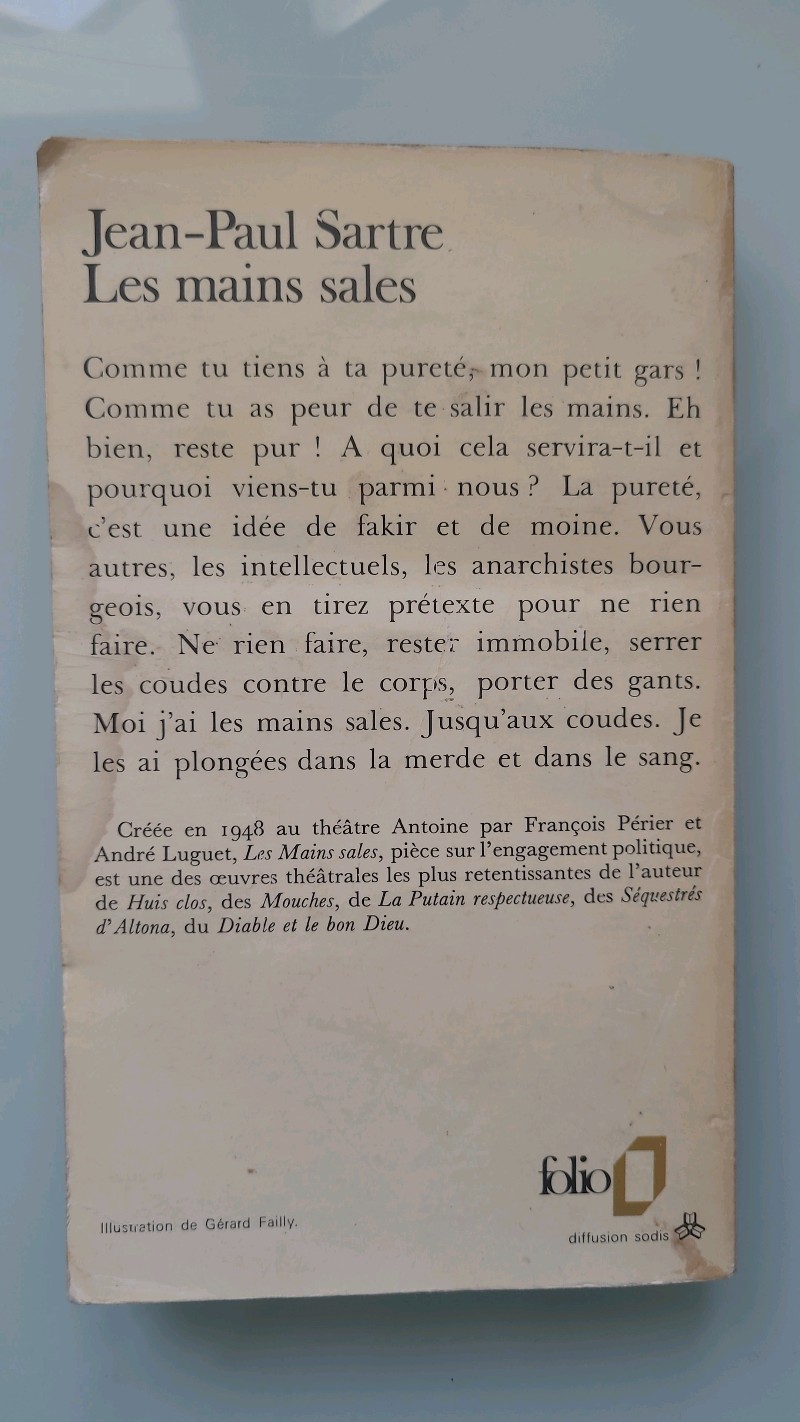 Jean-Paul Sartre
Les mains sales
Comme tu tiens à ta pureté, mon petit gars !
Comme tu as peur de te salir les mains. Eh
bien, reste pur ! A quoi cela servira-t-il et
pourquoi viens-tu parmi nous ? La pureté,
c'est une idée de fakir et de moine. Vous
autres, les intellectuels, les anarchistes bour-
geois, vous en tirez prétexte pour ne rien
faire. Ne rien faire, rester immobile, serrer
les coudes contre le corps, porter des gants.
Moi j'ai les mains sales. Jusqu'aux coudes. Je
les ai plongées dans la merde et dans le sang.
Créée en 1948 au théâtre Antoine par François Périer et
André Luguet, Les Mains sales, pièce sur l'engagement politique,
est une des œuvres théâtrales les plus retentissantes de l'auteur
de Huis clos, des Mouches, de La Putain respectueuse, des Séquestrés
d'Altona, du Diable et le bon Dieu.
folio
Illustration de Gérard Failly.
diffusion sodis